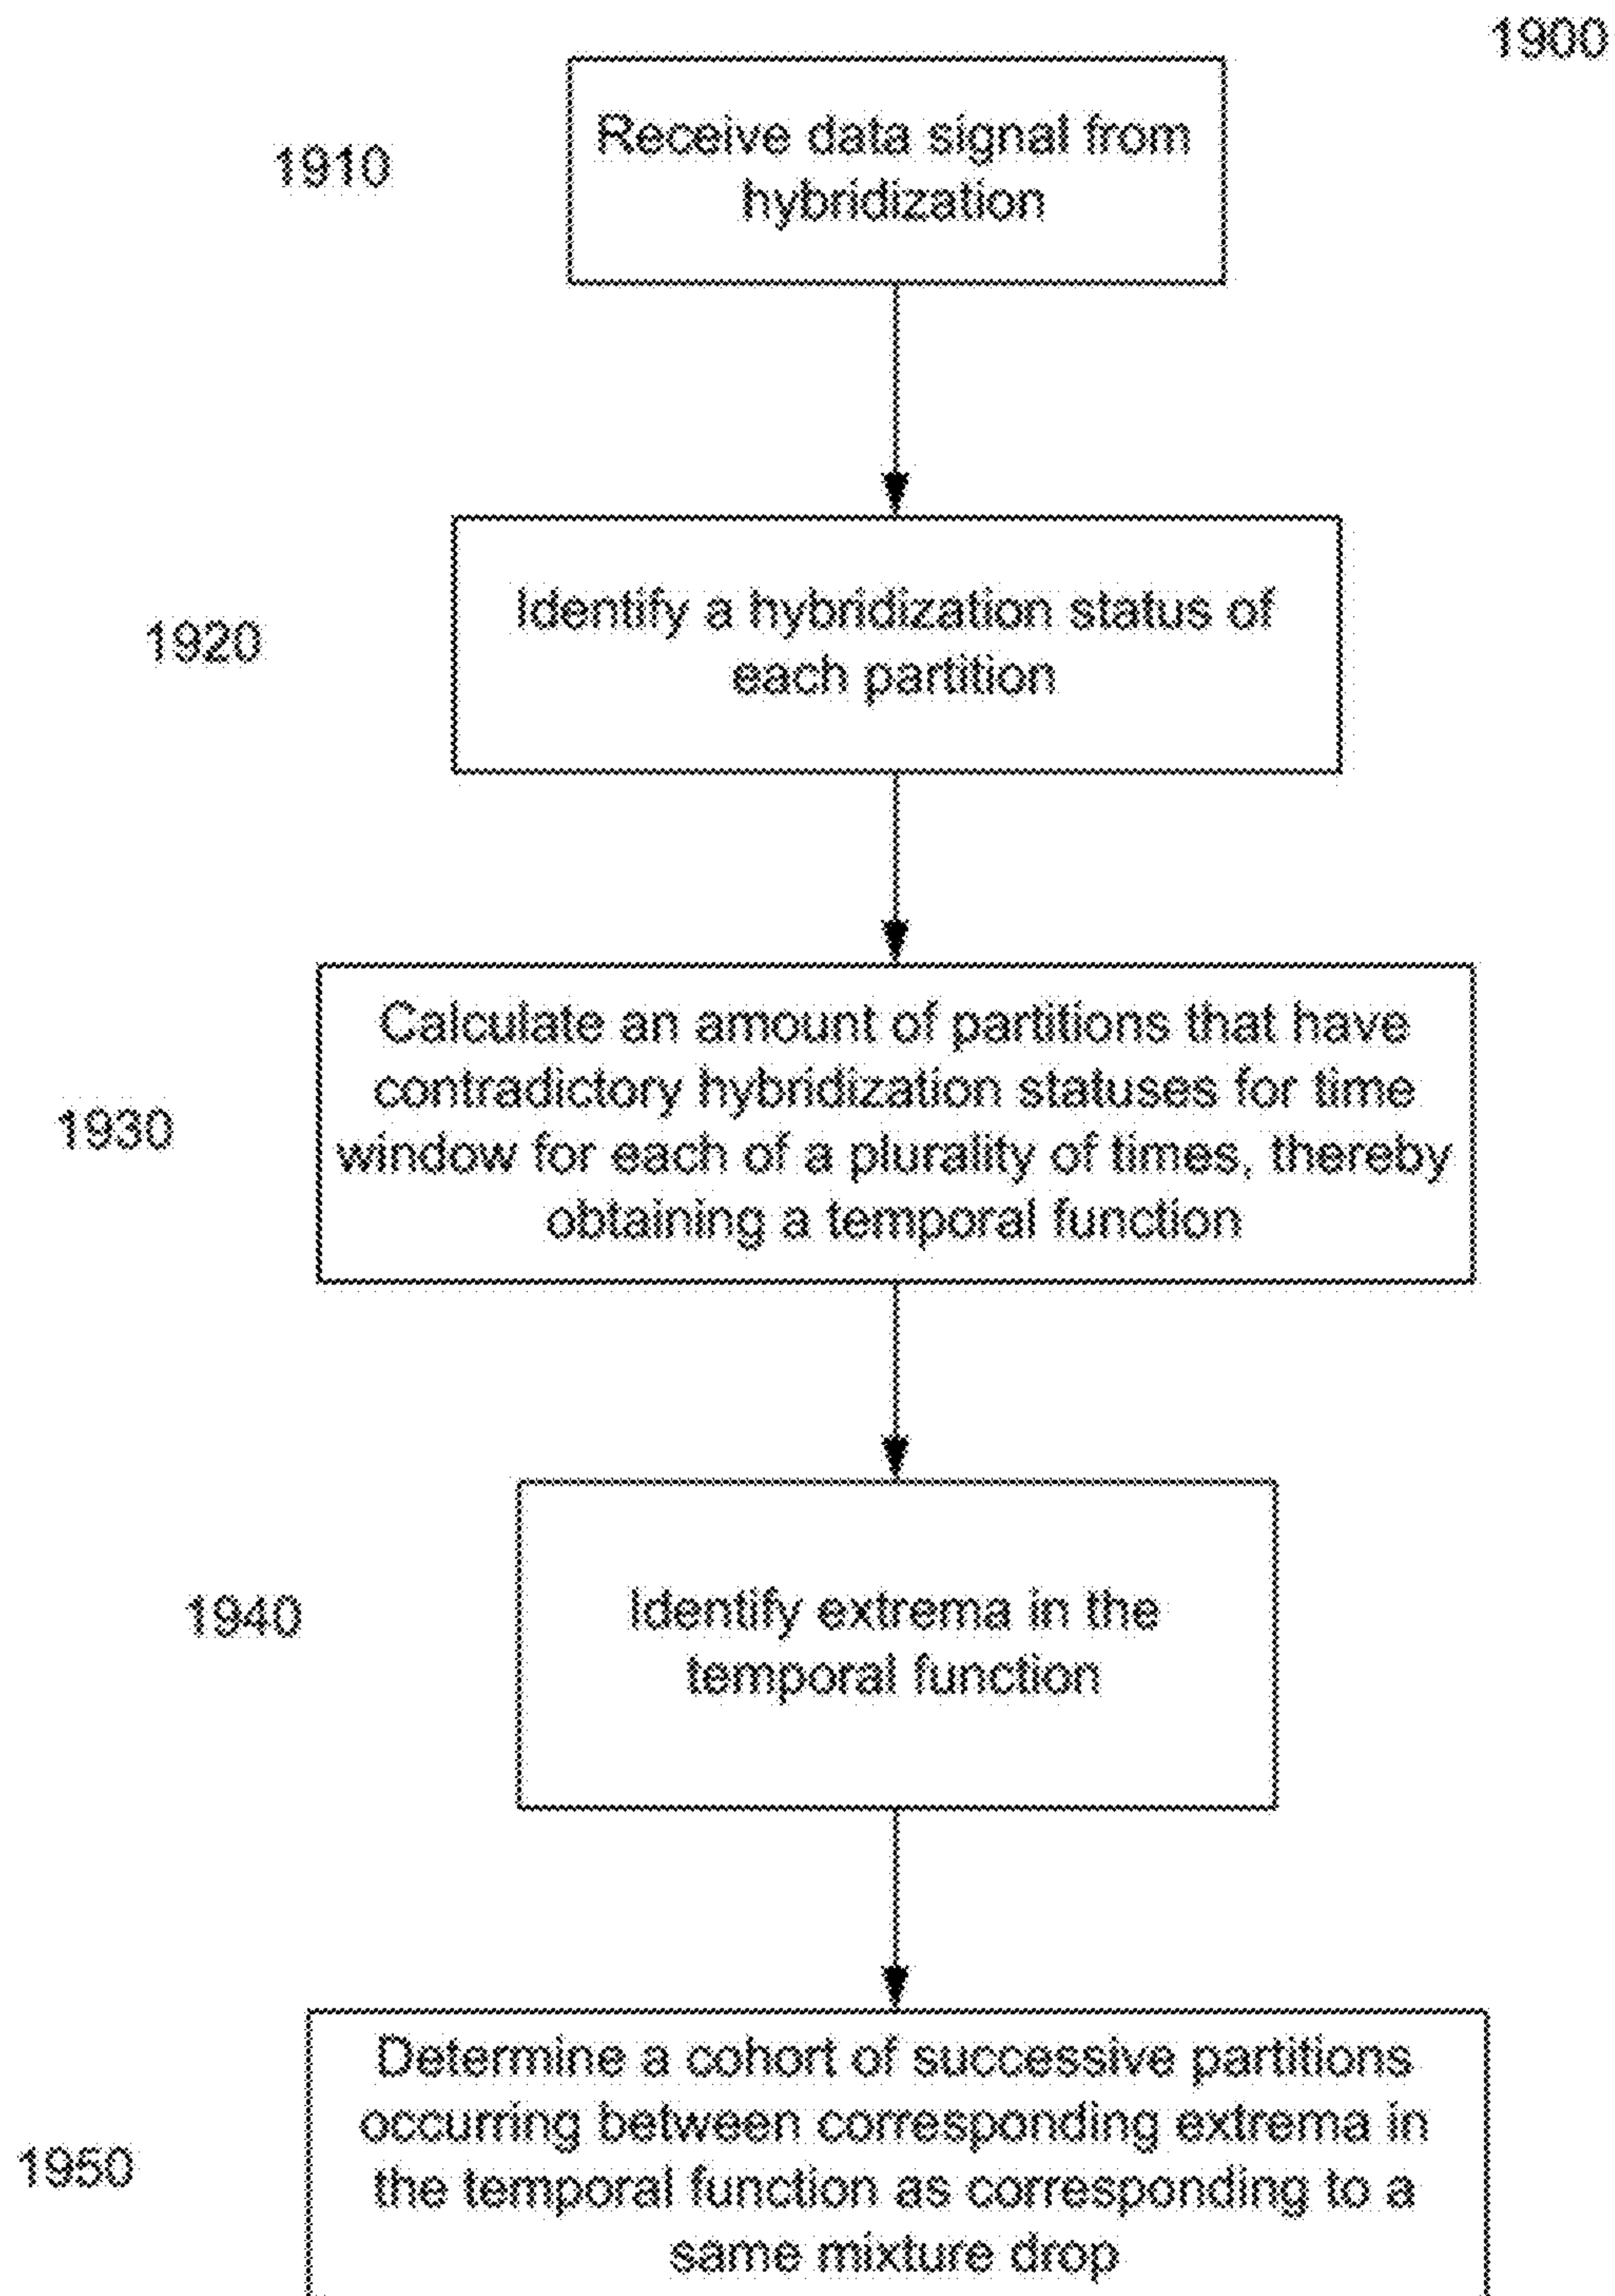 1900
1910
Receive data signal from
hybridization
1920
Identify a hybridization status of
each partition
1930
Calculate an amount of partitions that have
contradictory hybridization statuses for time
window for each of a plurality of times, thereby
obtaining a temporal function
1940
Identify extrema in the
temporal function
1950
Determine a cohort of successive partitions
occurring between corresponding extrema in
the temporal function as corresponding to a
same mixture drop